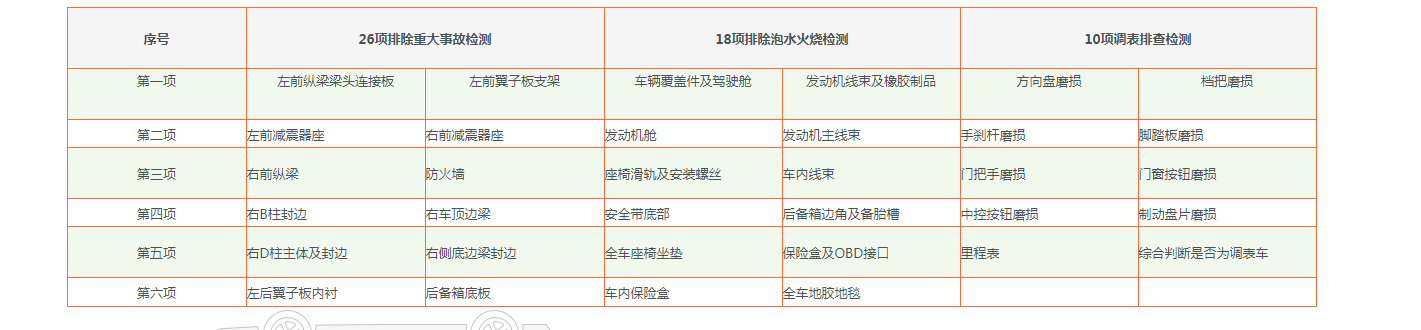 序号 26项排除重大事故检测 18项排除泡水火烧检测 10项调表排查检测
第一项 左前纵梁梁头连接板 左前翼子板支架 车辆覆盖件及驾驶舱 发动机线束及橡胶制品 方向盘磨损 档把磨损
第二项 左前减震器座 右前减震器座 发动机舱 发动机主线束 手刹杆磨损 脚踏板磨损
第三项 右前纵梁 防火墙 座椅滑轨及安装螺丝 车内线束 门把手磨损 门窗按钮磨损
第四项 右B柱封边 右车顶边梁 安全带底部 后备箱边角及备胎槽 中控按钮磨损 制动盘片磨损
第五项 右D柱主体及封边 右侧底边梁封边 全车座椅坐垫 保险盒及OBD接口 里程表 综合判断是否为调表车
第六项 左后翼子板内衬 后备箱底板 车内保险盒 全车地胶地毯